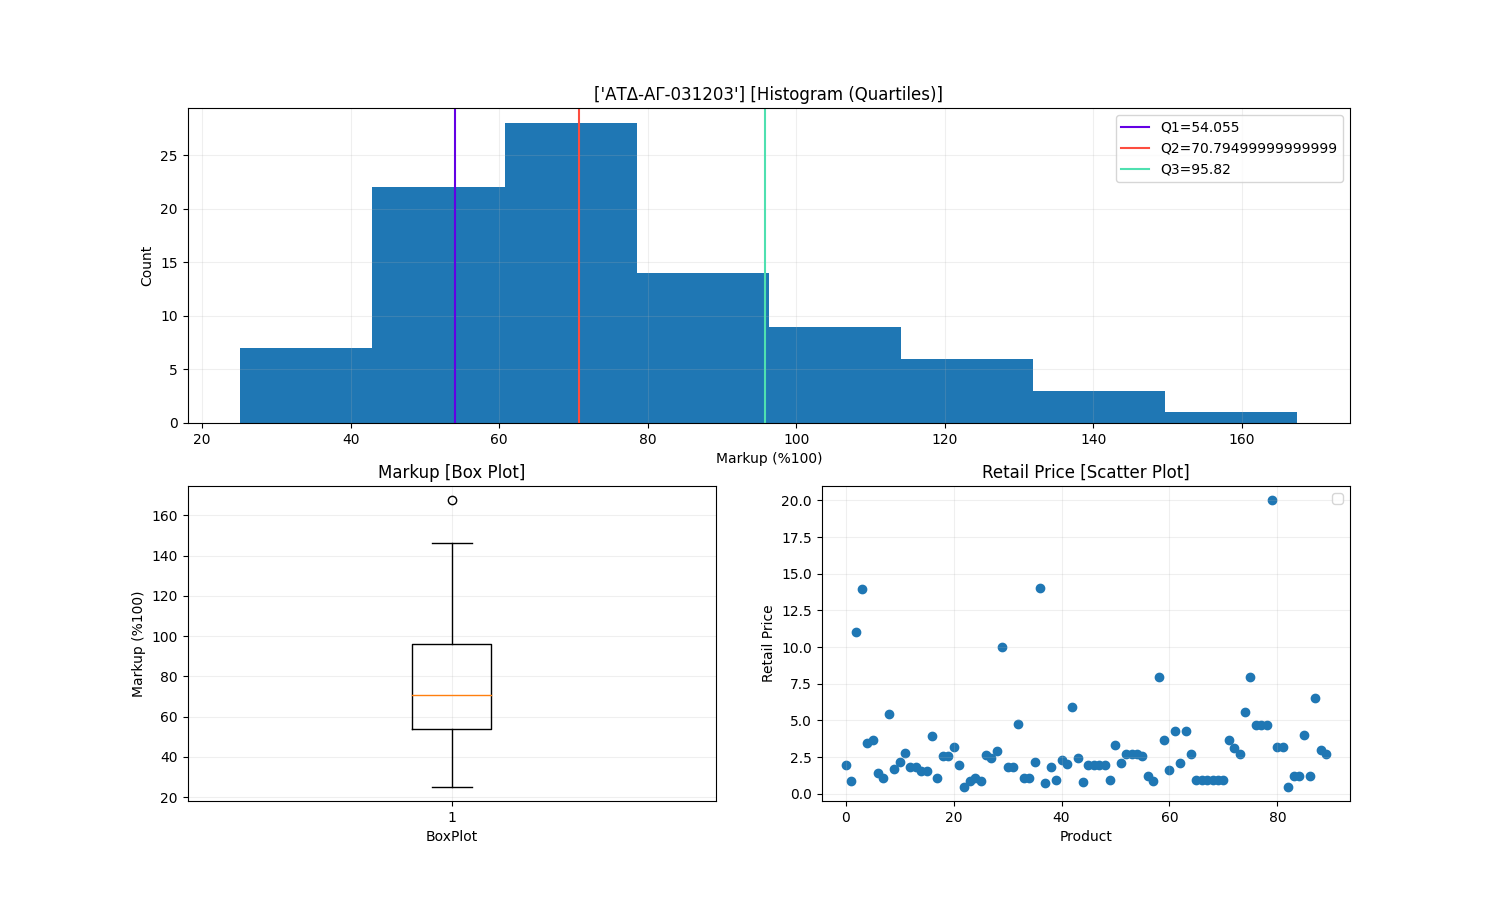 ['ΑΤΔ-ΑΓ-031203'] [Histogram (Quartiles)]
Q1=54.055
Q2=70.79499999999999
Q3=95.82
Count
25
20
15
10
5
0
20 40 60 80 100 120 140 160
Markup (%100)
Markup [Box Plot]
Markup (%100)
160
140
120
100
80
60
40
20
1
BoxPlot
Retail Price [Scatter Plot]
Retail Price
20.0
17.5
15.0
12.5
10.0
7.5
5.0
2.5
0.0
0 20 40 60 80
Product